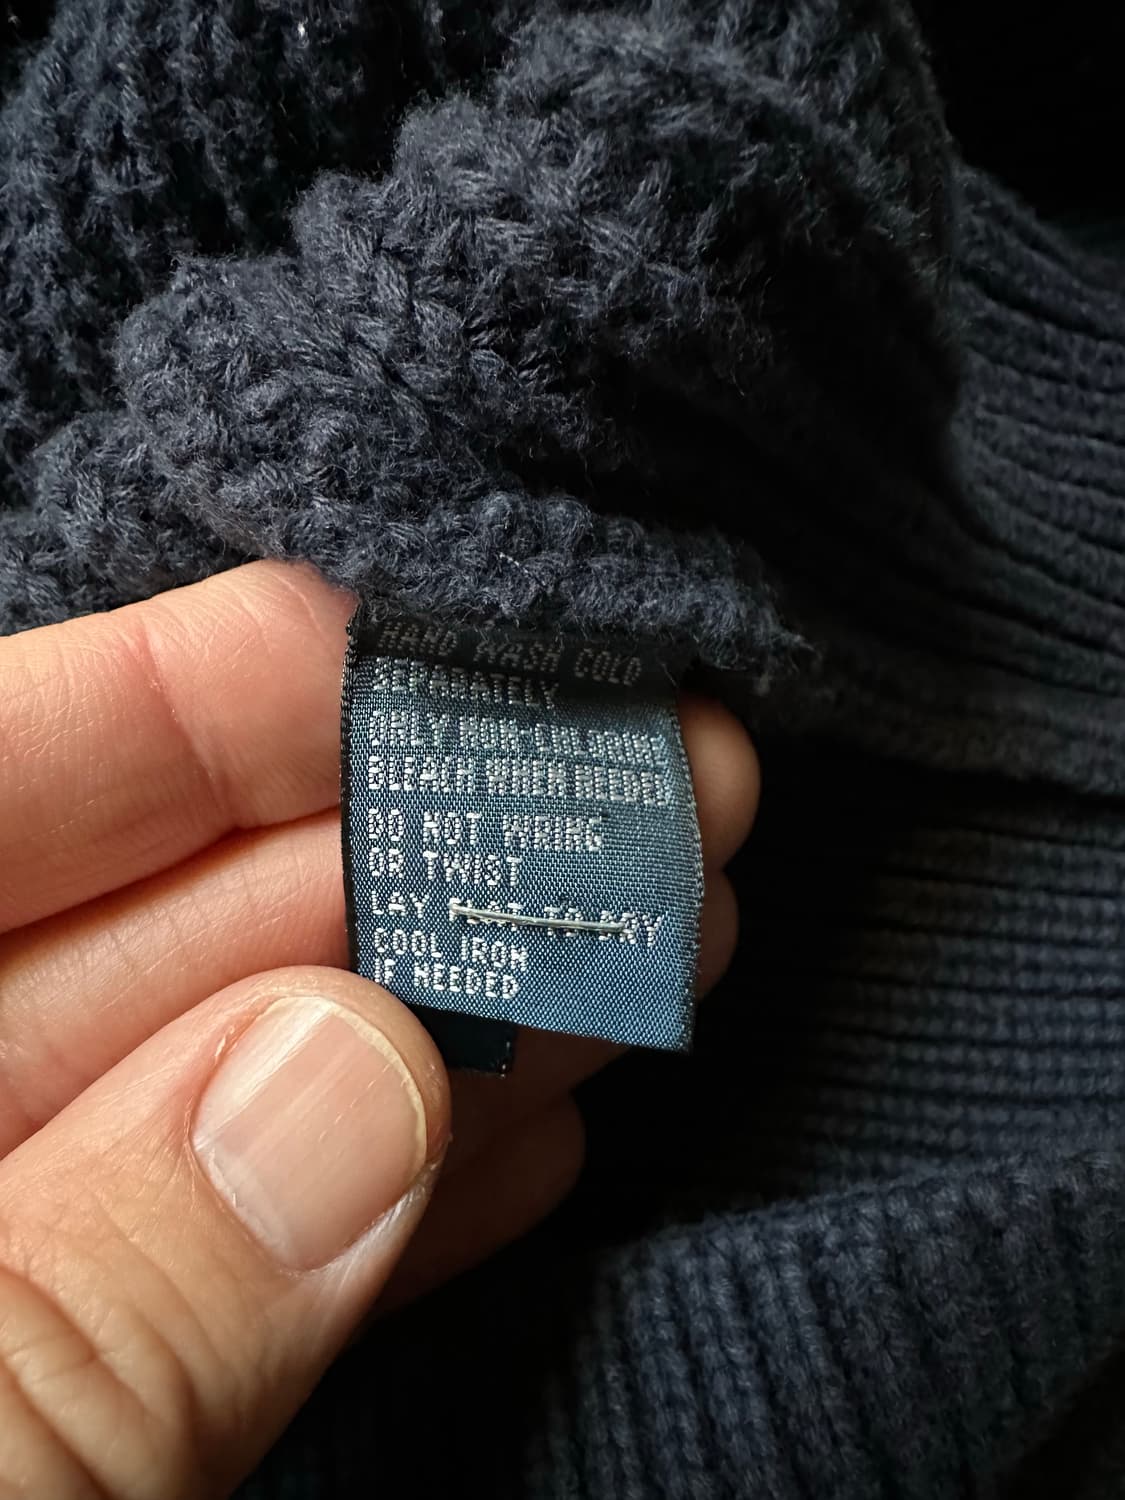 HAND WASH COLD
SEPARATELY
ONLY NON-CHLORINE
BLEACH WHEN NEEDED
DO NOT WRING
OR TWIST
LAY FLAT TO DRY
COOL IRON
IF NEEDED